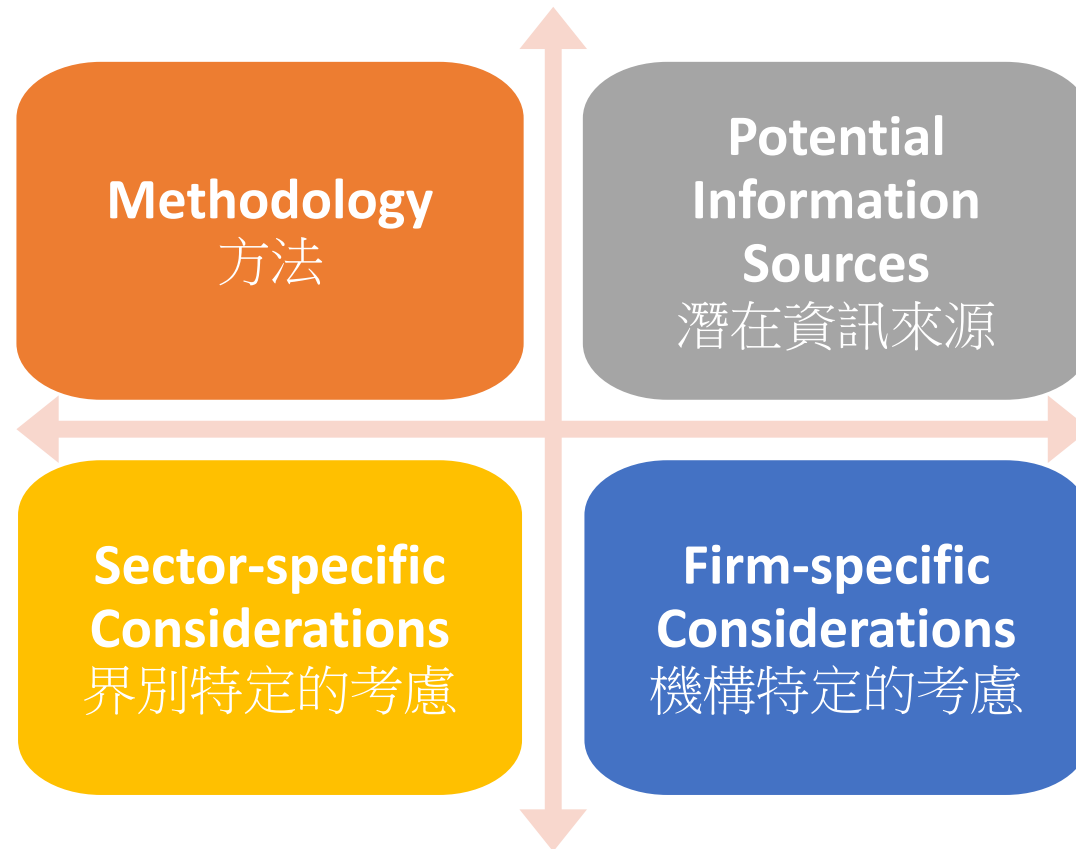 Methodology
方法
Potential
Information
Sources
潛在資訊來源
Sector-specific
Considerations
界別特定的考慮
Firm-specific
Considerations
機構特定的考慮